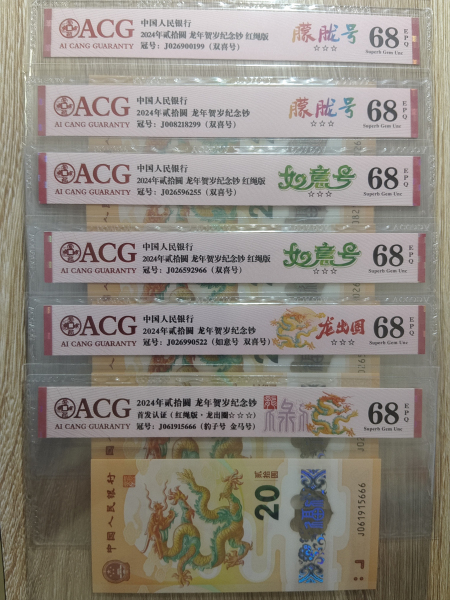 ACG
AI CANG GUARANTY
中国人民银行
2024年贰拾圆 龙年贺岁纪念钞 红绳版
冠号：J026900199（双喜号）
朦胧号
☆☆☆
68
EPQ
Superb Gem Unc
ACG
AI CANG GUARANTY
中国人民银行
2024年贰拾圆 龙年贺岁纪念钞
冠号：J008218299（双喜号）
朦胧号
☆☆☆
68
EPQ
Superb Gem Unc
ACG
AI CANG GUARANTY
中国人民银行
2024年贰拾圆 龙年贺岁纪念钞 红绳版
冠号：J026596255（双喜号）
如意号
☆☆☆
68
EPQ
Superb Gem Unc
ACG
AI CANG GUARANTY
中国人民银行
2024年贰拾圆 龙年贺岁纪念钞 红绳版
冠号：J026592966（双喜号）
如意号
☆☆☆
68
EPQ
Superb Gem Unc
ACG
AI CANG GUARANTY
中国人民银行
2024年贰拾圆 龙年贺岁纪念钞
冠号：J026990522（如意号 双喜号）
龙出圈
☆☆☆
68
EPQ
Superb Gem Unc
ACG
AI CANG GUARANTY
2024年贰拾圆 龙年贺岁纪念钞
首发认证（红绳版·龙出圈☆☆☆）
冠号：J061915666（豹子号 金马号）
68
EPQ
Superb Gem Unc
中国人民银行
贰拾圆
20
J061915666